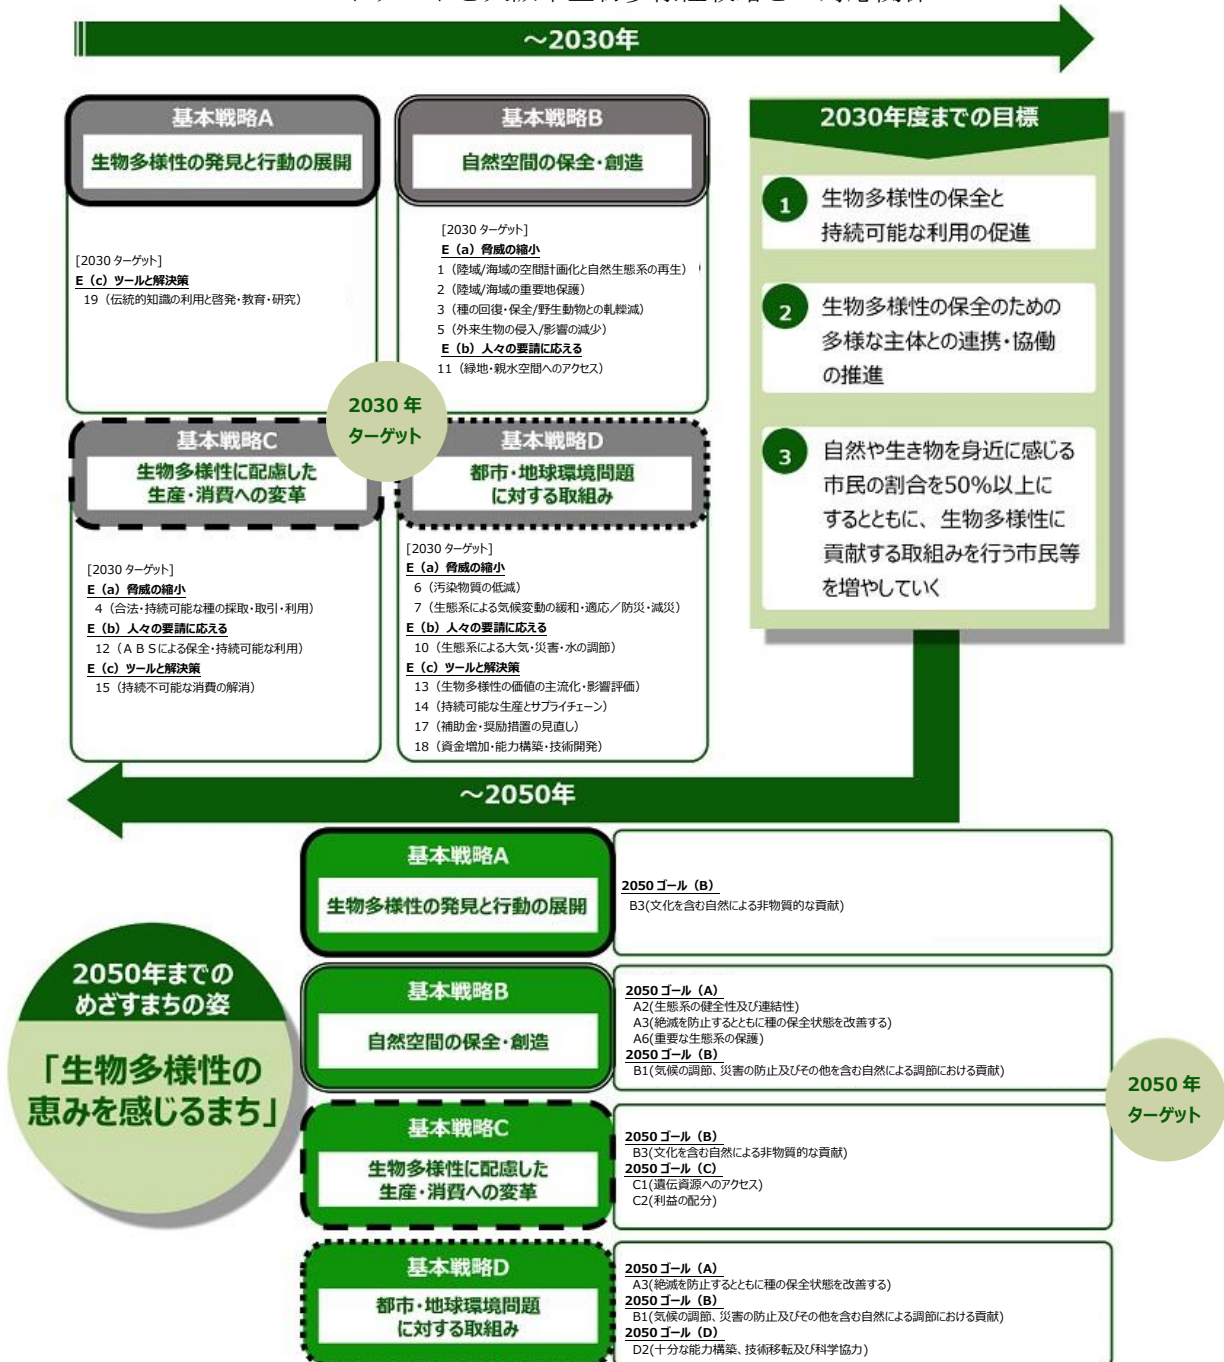 ～2030年
基本戦略A
生物多様性の発見と行動の展開
[2030 ターゲット]
E（c）ツールと解決策
19（伝統的知識の利用と啓発・教育・研究）
基本戦略B
自然空間の保全・創造
[2030 ターゲット]
E（a）脅威の縮小
1（陸域/海域の空間計画化と自然生態系の再生）
2（陸域/海域の重要地保護）
3（種の回復・保全/野生動物との軋轢減）
5（外来生物の侵入/影響の減少）
E（b）人々の要請に応える
11（緑地・親水空間へのアクセス）
2030 年
ターゲット
基本戦略C
生物多様性に配慮した
生産・消費への変革
[2030 ターゲット]
E（a）脅威の縮小
4（合法・持続可能な種の採取・取引・利用）
E（b）人々の要請に応える
12（ＡＢＳによる保全・持続可能な利用）
E（c）ツールと解決策
15（持続不可能な消費の解消）
基本戦略D
都市・地球環境問題
に対する取組み
[2030 ターゲット]
E（a）脅威の縮小
6（汚染物質の低減）
7（生態系による気候変動の緩和・適応／防災・減災）
E（b）人々の要請に応える
10（生態系による大気・災害・水の調節）
E（c）ツールと解決策
13（生物多様性の価値の主流化・影響評価）
14（持続可能な生産とサプライチェーン）
17（補助金・奨励措置の見直し）
18（資金増加・能力構築・技術開発）
2030年度までの目標
1
生物多様性の保全と
持続可能な利用の促進
2
生物多様性の保全のための
多様な主体との連携・協働
の推進
3
自然や生き物を身近に感じる
市民の割合を50%以上に
するとともに、生物多様性に
貢献する取組みを行う市民等
を増やしていく
～2050年
2050年までの
めざすまちの姿
「生物多様性の
恵みを感じるまち」
基本戦略A
生物多様性の発見と行動の展開
2050 ゴール（B）
B3(文化を含む自然による非物質的な貢献)
基本戦略B
自然空間の保全・創造
2050 ゴール（A）
A2(生態系の健全性及び連結性)
A3(絶滅を防止するとともに種の保全状態を改善する)
A6(重要な生態系の保護)
2050 ゴール（B）
B1(気候の調節、災害の防止及びその他を含む自然による調節における貢献)
基本戦略C
生物多様性に配慮した
生産・消費への変革
2050 ゴール（B）
B3(文化を含む自然による非物質的な貢献)
2050 ゴール（C）
C1(遺伝資源へのアクセス)
C2(利益の配分)
基本戦略D
都市・地球環境問題
に対する取組み
2050 ゴール（A）
A3(絶滅を防止するとともに種の保全状態を改善する)
2050 ゴール（B）
B1(気候の調節、災害の防止及びその他を含む自然による調節における貢献)
2050 ゴール（D）
D2(十分な能力構築、技術移転及び科学協力)
2050 年
ターゲット